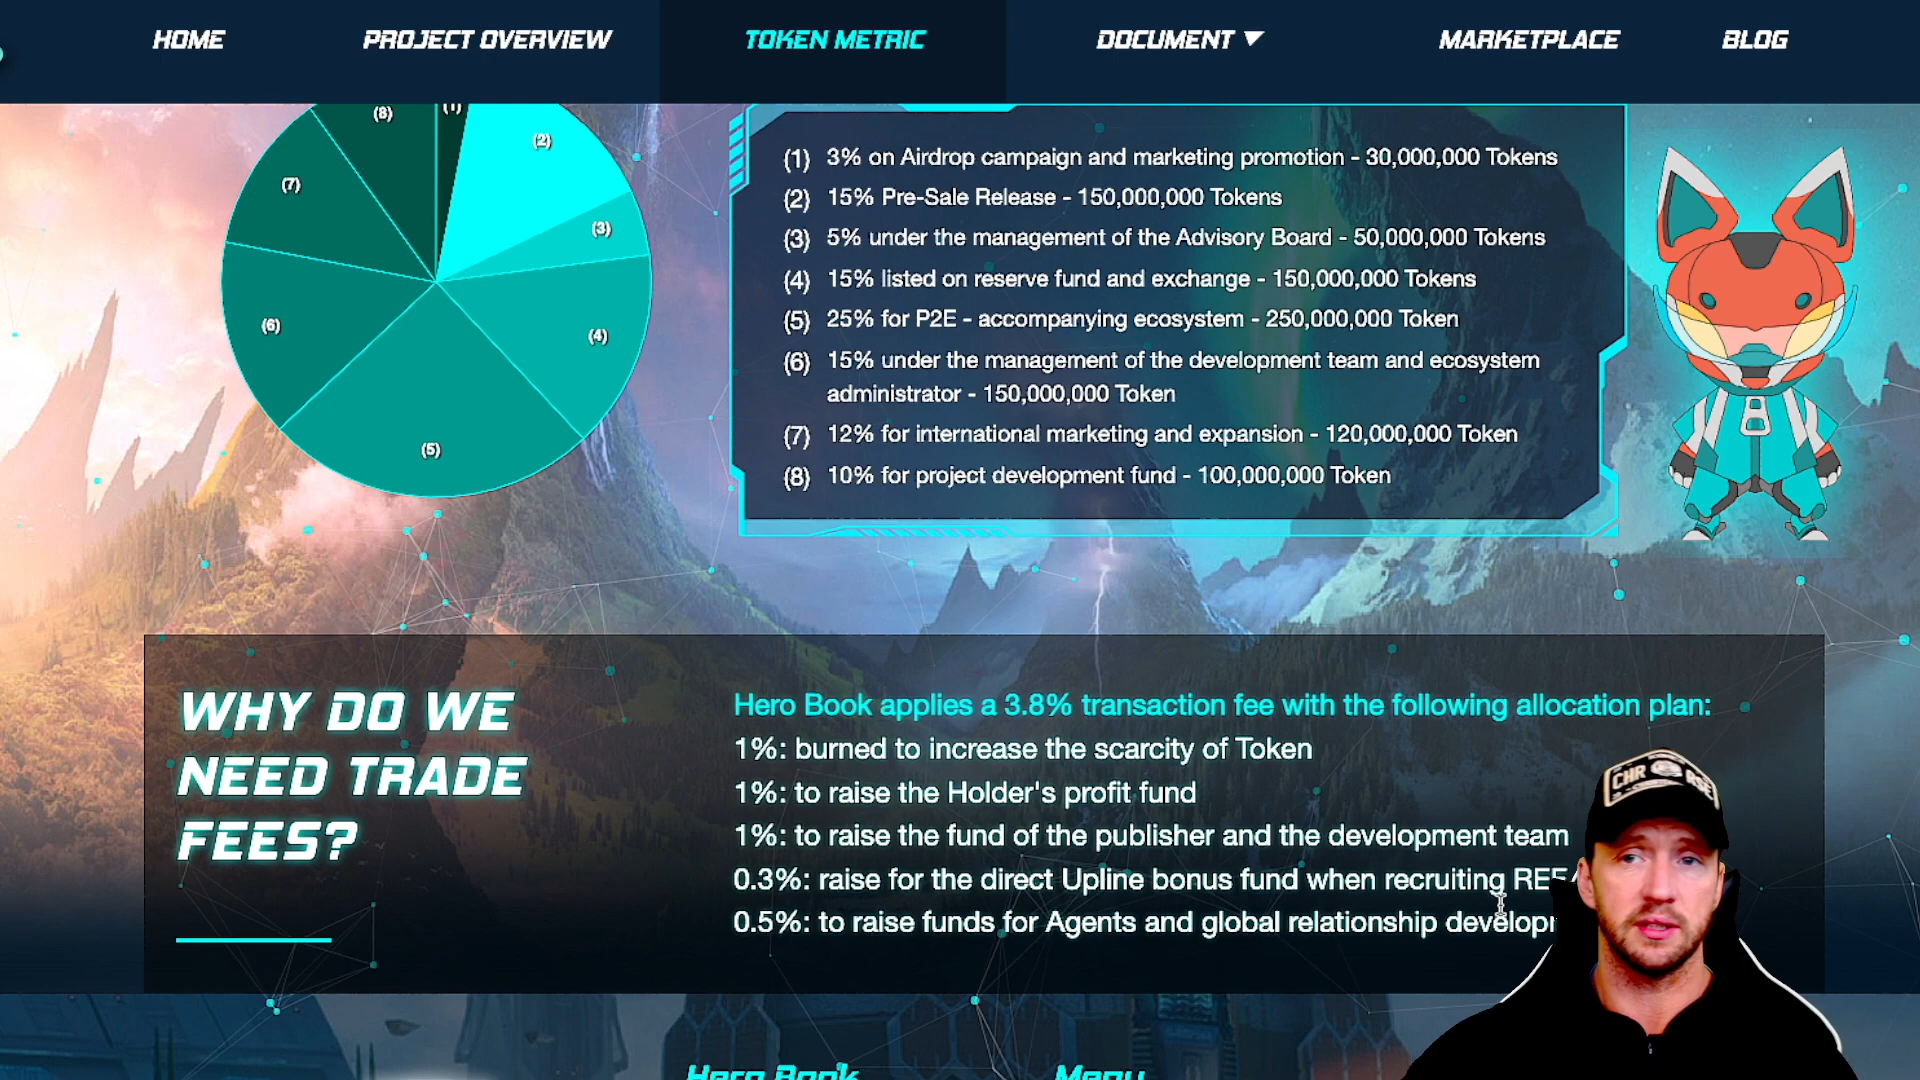 HOME PROJECT OVERVIEW TOKEN METRIC DOCUMENT MARKETPLACE BLOG
(8) (1) (2) (7) (3) (6) (4) (5)
(1) 3% on Airdrop campaign and marketing promotion - 30,000,000 Tokens
(2) 15% Pre-Sale Release - 150,000,000 Tokens
(3) 5% under the management of the Advisory Board - 50,000,000 Tokens
(4) 15% listed on reserve fund and exchange - 150,000,000 Tokens
(5) 25% for P2E - accompanying ecosystem - 250,000,000 Token
(6) 15% under the management of the development team and ecosystem
administrator - 150,000,000 Token
(7) 12% for international marketing and expansion - 120,000,000 Token
(8) 10% for project development fund - 100,000,000 Token
WHY DO WE
NEED TRADE
FEES?
Hero Book applies a 3.8% transaction fee with the following allocation plan:
1%: burned to increase the scarcity of Token
1%: to raise the Holder's profit fund
1%: to raise the fund of the publisher and the development team
0.3%: raise for the direct Upline bonus fund when recruiting
0.5%: to raise funds for Agents and global relationship
Hero Book
Menu